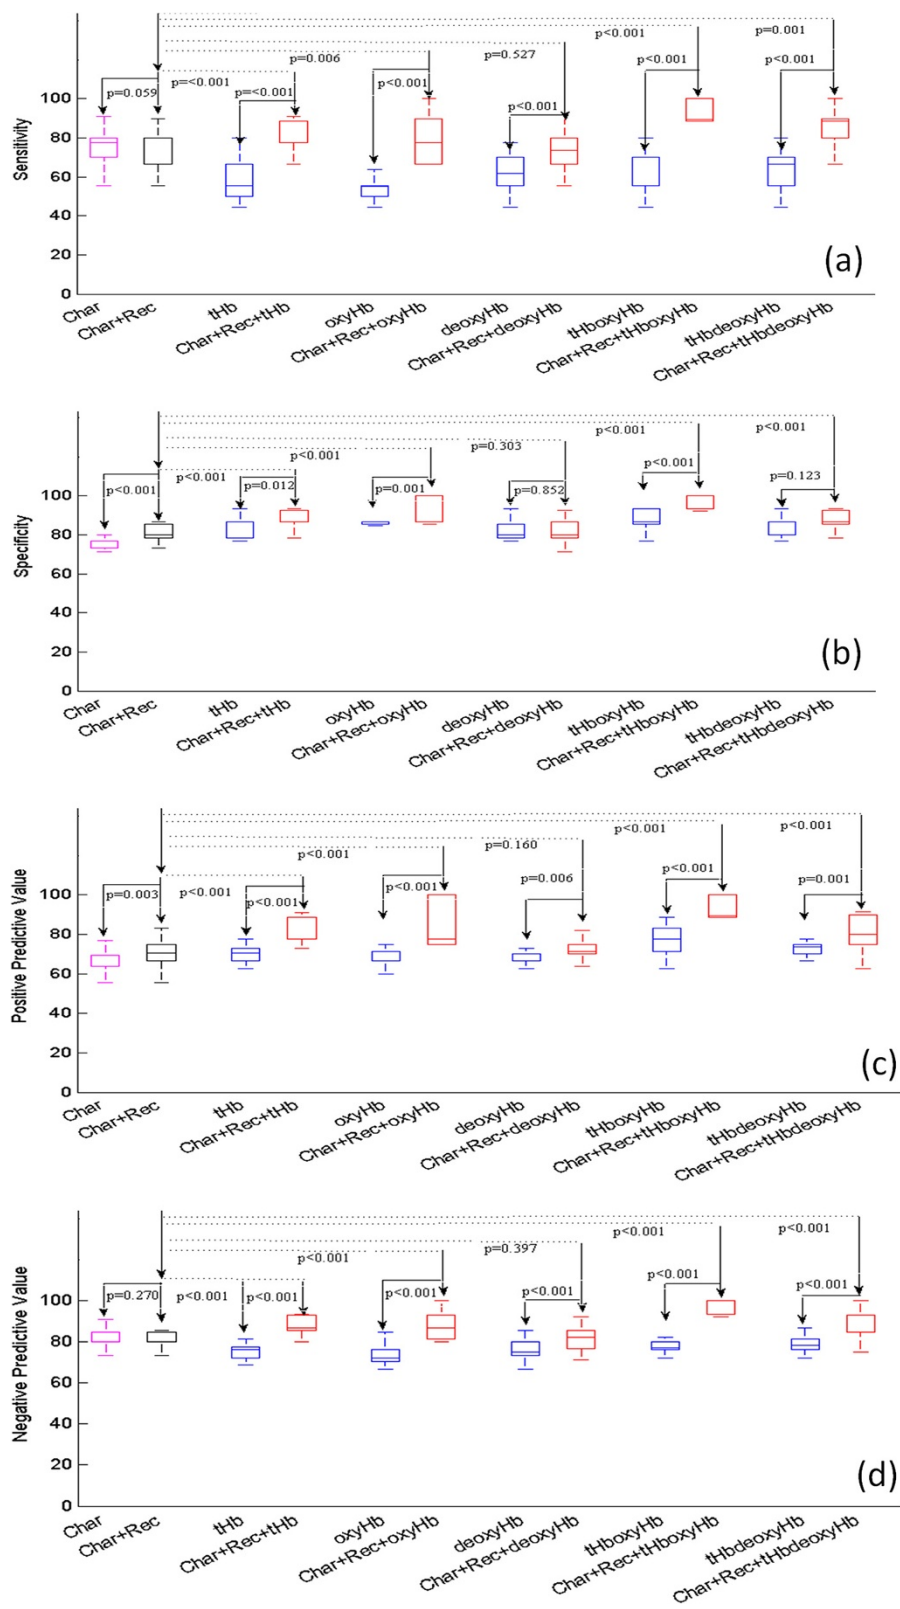 p<0.001
p=0.001
p=0.006
p=0.527
p=0.059
p=<0.001
p=<0.001
p<0.001
p<0.001
p<0.001
p<0.001
100
80
60
40
20
0
Sensitivity
(a)
Char
Char+Rec
tHb
Char+Rec+tHb
oxyHb
Char+Rec+oxyHb
deoxyHb
Char+Rec+deoxyHb
tHboxyHb
Char+Rec+tHboxyHb
tHbdeoxyHb
Char+Rec+tHbdeoxyHb
p<0.001
p<0.001
p=0.303
p<0.001
p<0.001
p<0.001
p=0.012
p=0.001
p=0.852
p<0.001
p=0.123
100
80
60
40
20
0
Specificity
(b)
Char
Char+Rec
tHb
Char+Rec+tHb
oxyHb
Char+Rec+oxyHb
deoxyHb
Char+Rec+deoxyHb
tHboxyHb
Char+Rec+tHboxyHb
tHbdeoxyHb
Char+Rec+tHbdeoxyHb
p<0.001
p<0.001
p=0.160
p<0.001
p=0.003
p<0.001
p<0.001
p<0.001
p=0.006
p<0.001
p=0.001
100
80
60
40
20
0
Positive Predictive Value
(c)
Char
Char+Rec
tHb
Char+Rec+tHb
oxyHb
Char+Rec+oxyHb
deoxyHb
Char+Rec+deoxyHb
tHboxyHb
Char+Rec+tHboxyHb
tHbdeoxyHb
Char+Rec+tHbdeoxyHb
p<0.001
p<0.001
p=0.397
p<0.001
p=0.270
p<0.001
p<0.001
p<0.001
p<0.001
p<0.001
p<0.001
100
80
60
40
20
0
Negative Predictive Value
(d)
Char
Char+Rec
tHb
Char+Rec+tHb
oxyHb
Char+Rec+oxyHb
deoxyHb
Char+Rec+deoxyHb
tHboxyHb
Char+Rec+tHboxyHb
tHbdeoxyHb
Char+Rec+tHbdeoxyHb